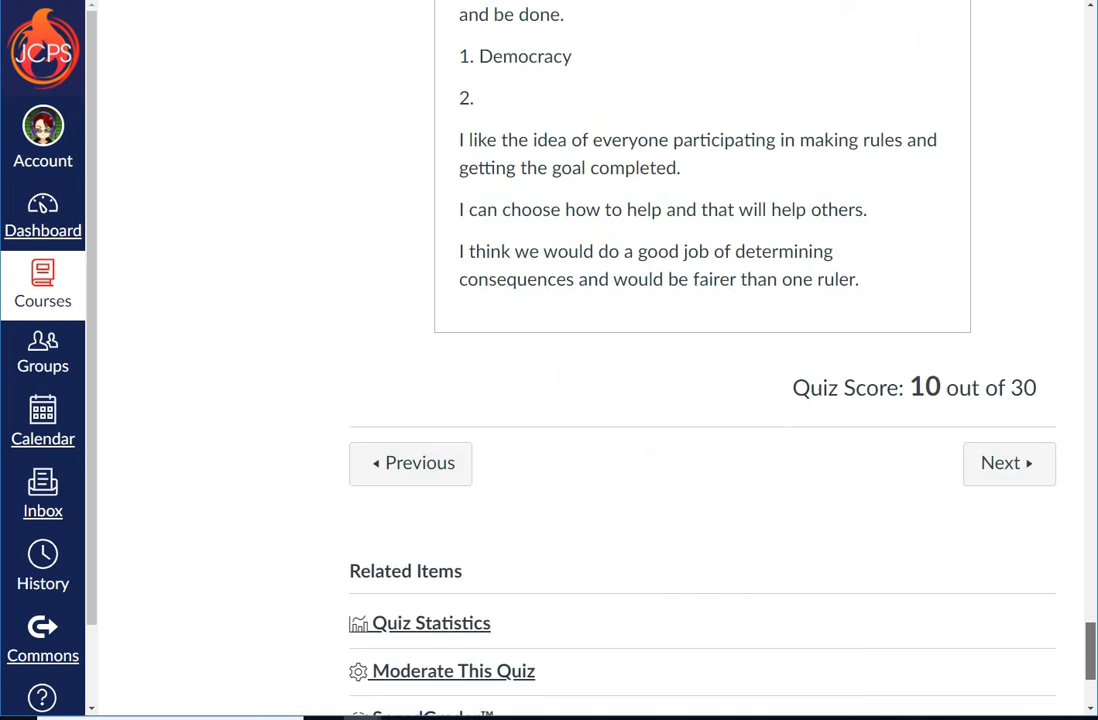 JCPS
Account
Dashboard
Courses
Groups
Calendar
Inbox
History
Commons
and be done.
1. Democracy
2.
I like the idea of everyone participating in making rules and
getting the goal completed.
I can choose how to help and that will help others.
I think we would do a good job of determining
consequences and would be fairer than one ruler.
Quiz Score: 10 out of 30
Previous
Next
Related Items
Quiz Statistics
Moderate This Quiz
SpeedGrader™